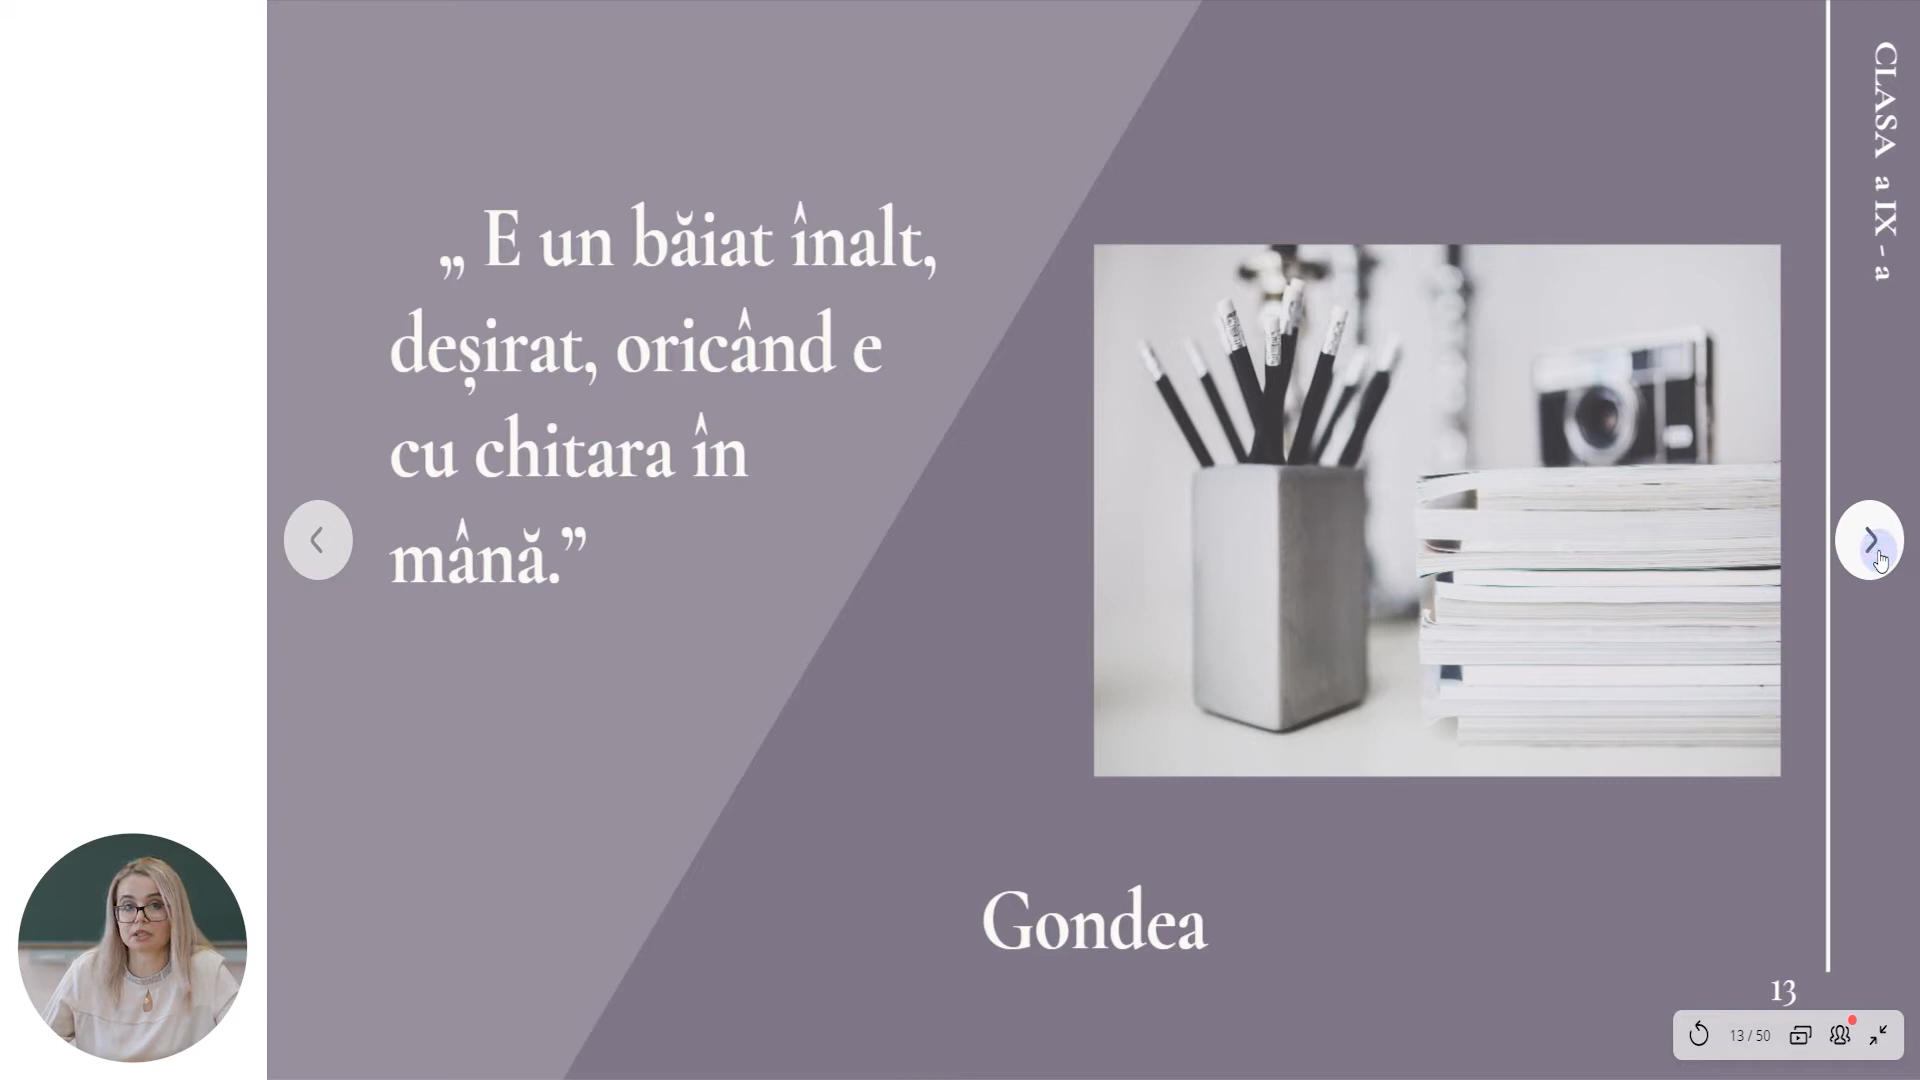 „ E un băiat înalt,
deșirat, oricând e
cu chitara în
mână.”
Gondea
CLASA a IX - a
13
13 / 50